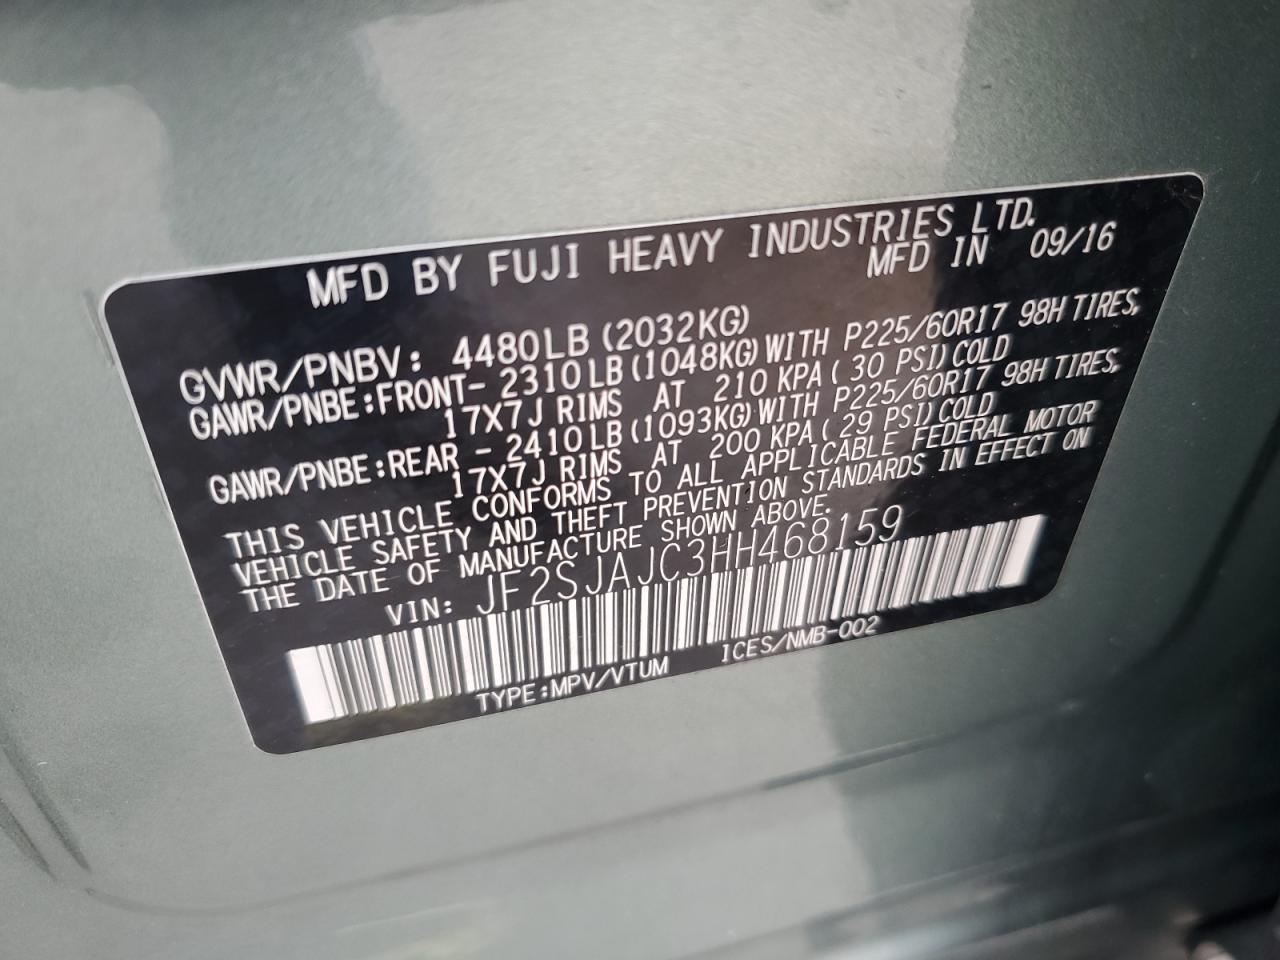 MFD BY FUJI HEAVY INDUSTRIES LTD.
MFD IN 09/16
GVWR/PNBV: 4480LB (2032KG)
GAWR/PNBE:FRONT- 2310LB (1048KG) WITH P225/60R17 98H TIRES,
17X7J RIMS AT 210 KPA ( 30 PSI) COLD
GAWR/PNBE:REAR - 2410LB (1093KG) WITH P225/60R17 98H TIRES,
17X7J RIMS AT 200 KPA ( 29 PSI) COLD
THIS VEHICLE CONFORMS TO ALL APPLICABLE FEDERAL MOTOR
VEHICLE SAFETY AND THEFT PREVENTION STANDARDS IN EFFECT ON
THE DATE OF MANUFACTURE SHOWN ABOVE.
VIN: JF2SJAJC3HH468159
TYPE:MPV/VTUM ICES/NMB-002